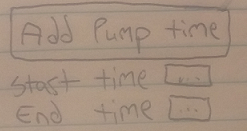 Add Pump time
Start time [...]
End time [...]